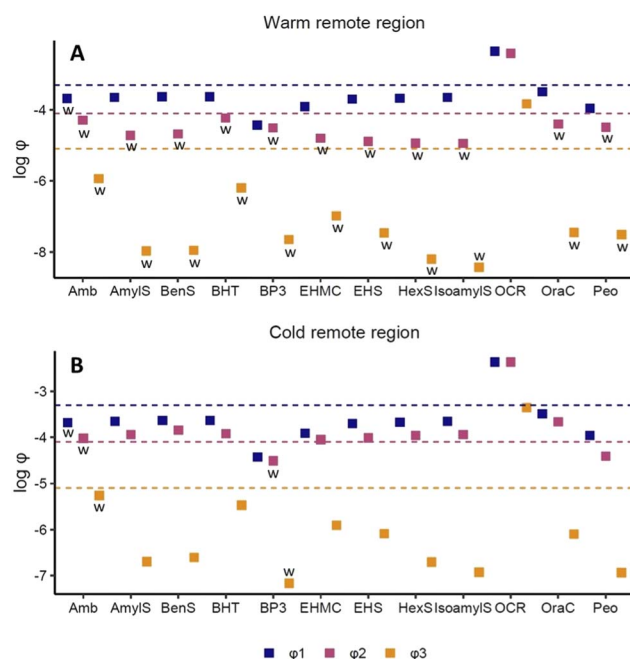 Warm remote region
A
log φ
-4
W
W W W W W W W W W W W
-6
W W W W W W W W W W W
-8
Amb AmylS BenS BHT BP3 EHMC EHS HexS IsoamylS OCR OraC Peo
Cold remote region
B
log φ
-3
-4
W
W W
-5
W
-6
W
-7
Amb AmylS BenS BHT BP3 EHMC EHS HexS IsoamylS OCR OraC Peo
φ1 φ2 φ3